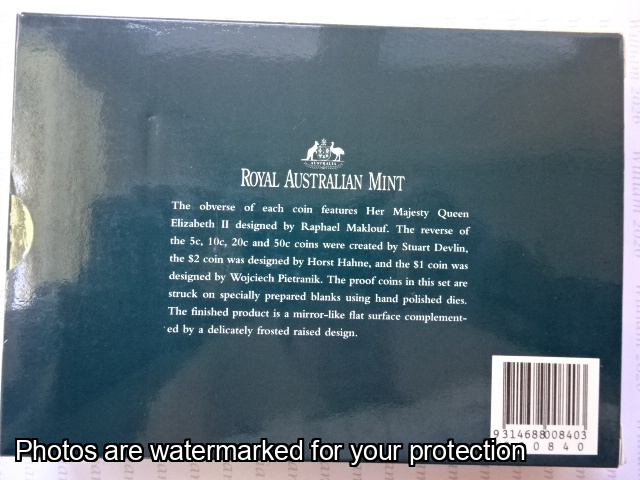 AUSTRALIA
ROYAL AUSTRALIAN MINT
The obverse of each coin features Her Majesty Queen
Elizabeth II designed by Raphael Maklouf. The reverse of
the 5c, 10c, 20c and 50c coins were created by Stuart Devlin,
the $2 coin was designed by Horst Hahne, and the $1 coin was
designed by Wojciech Pietranik. The proof coins in this set are
struck on specially prepared blanks using hand polished dies.
The finished product is a mirror-like flat surface complement-
ed by a delicately frosted raised design.
9314688008403
0840
Photos are watermarked for your protection